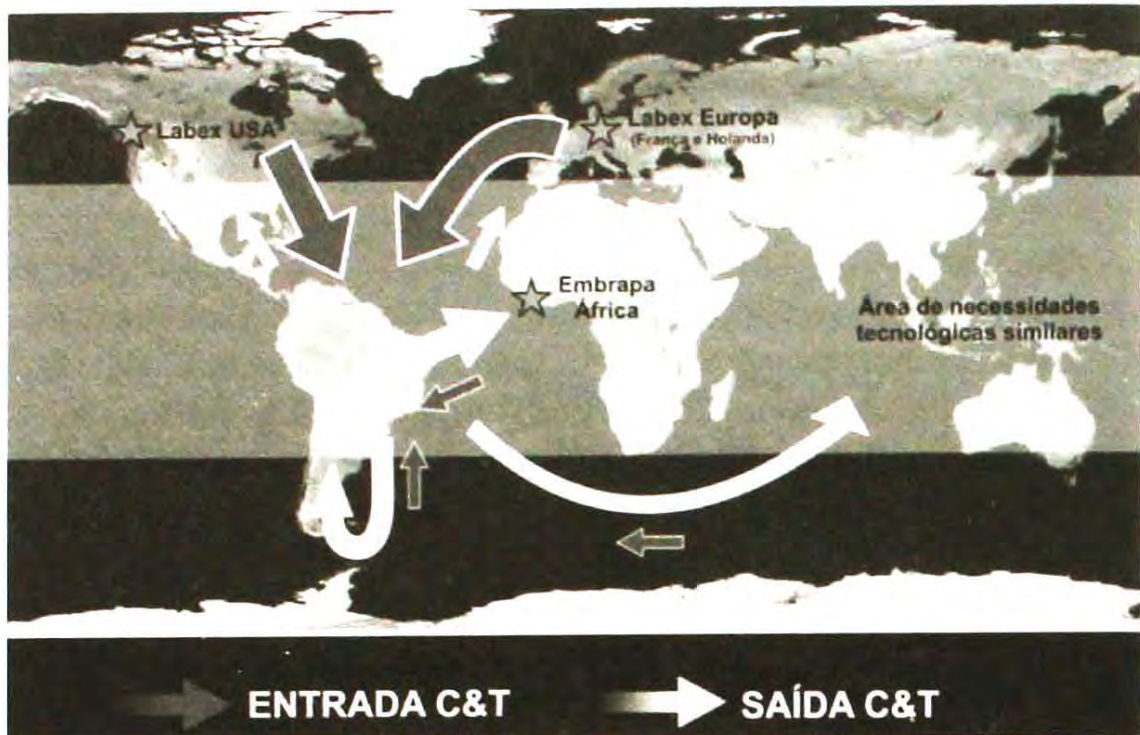 Labex USA
Labex Europa
(França e Holanda)
Embrapa
África
Área de necessidades
tecnológicas similares
ENTRADA C&T
SAÍDA C&T